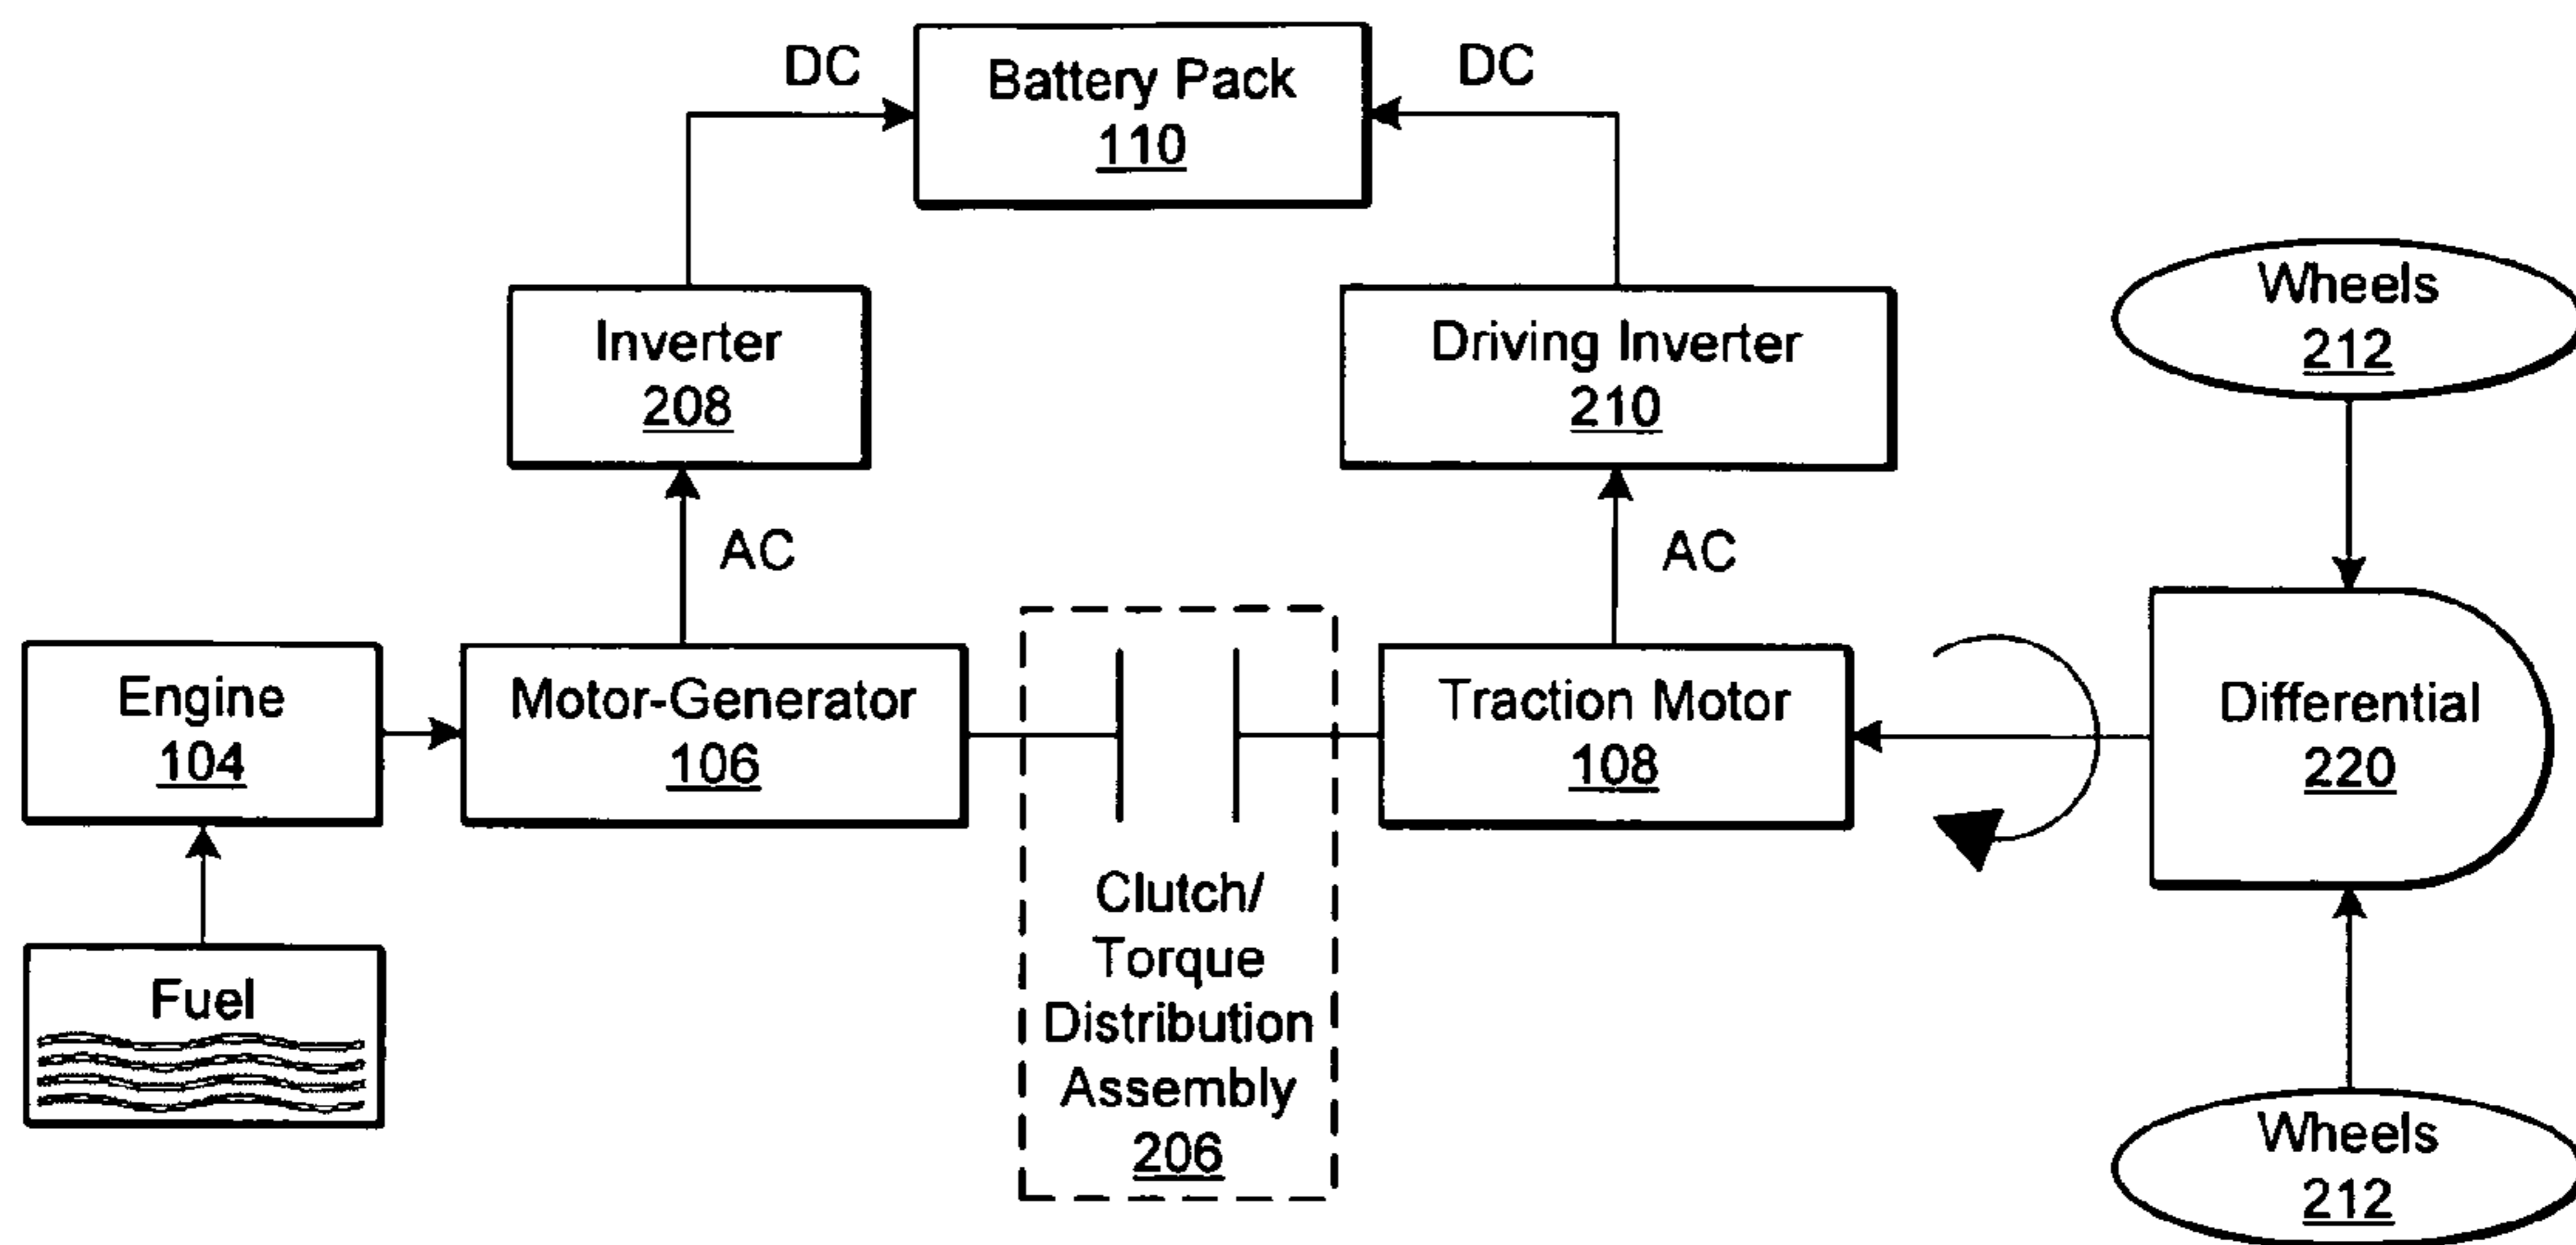 DC
Battery Pack
110
DC
Inverter
208
Driving Inverter
210
Wheels
212
AC
AC
Engine
104
Motor-Generator
106
Traction Motor
108
Differential
220
Clutch/
Torque
Distribution
Assembly
206
Fuel
Wheels
212